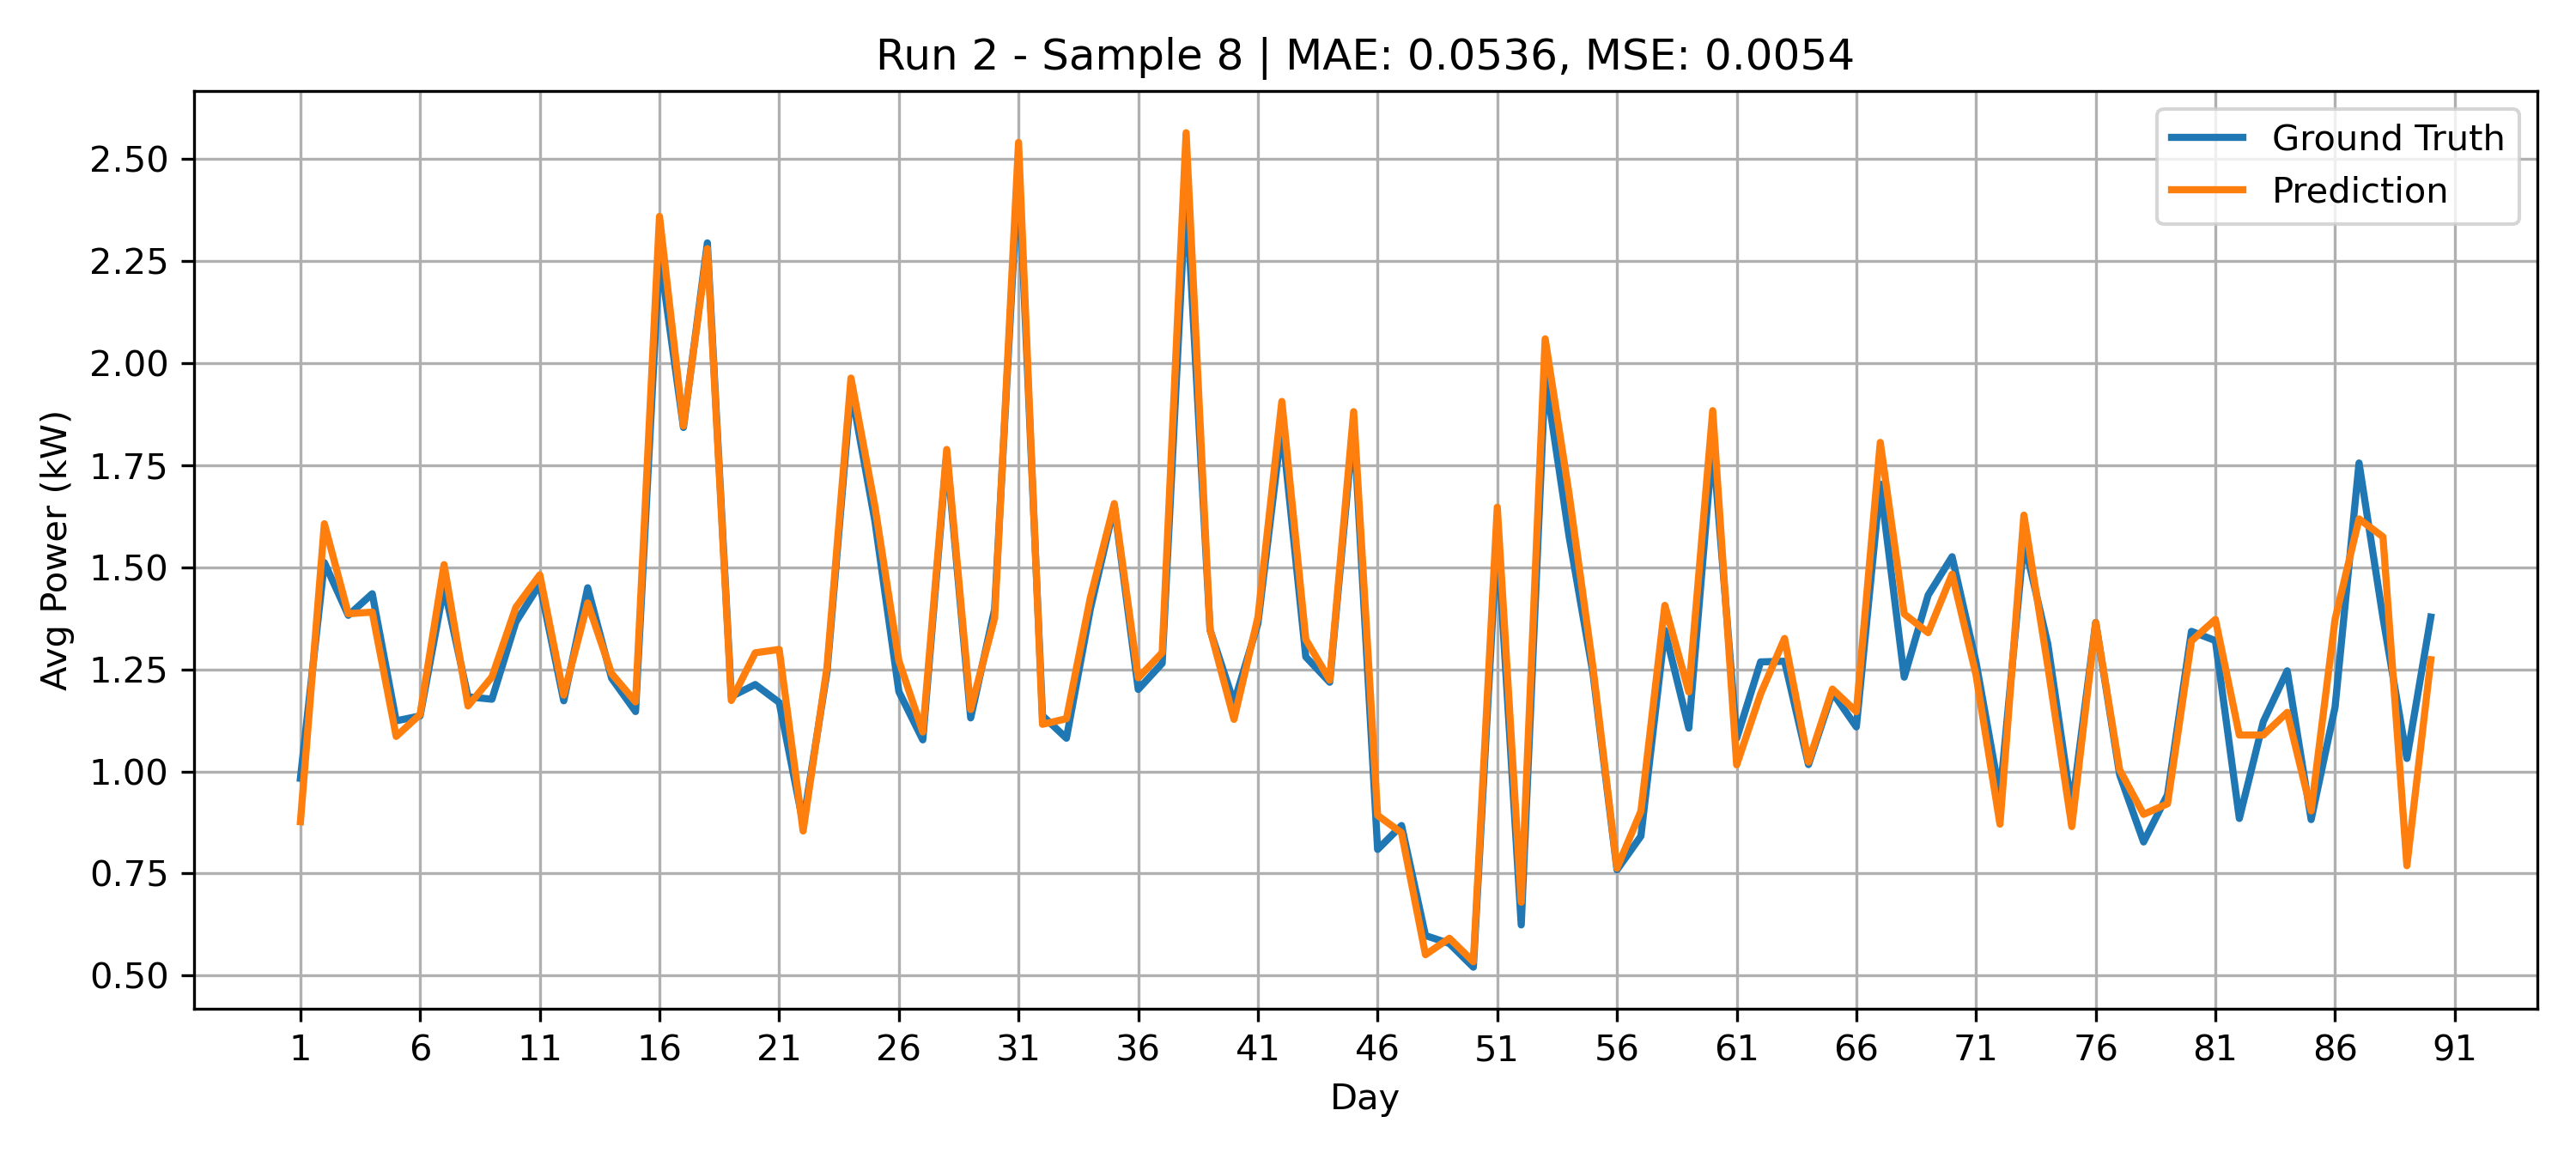 Run 2 - Sample 8 | MAE: 0.0536, MSE: 0.0054
Ground Truth
Prediction
2.50
2.25
2.00
1.75
1.50
1.25
1.00
0.75
0.50
Avg Power (kW)
1 6 11 16 21 26 31 36 41 46 51 56 61 66 71 76 81 86 91
Day